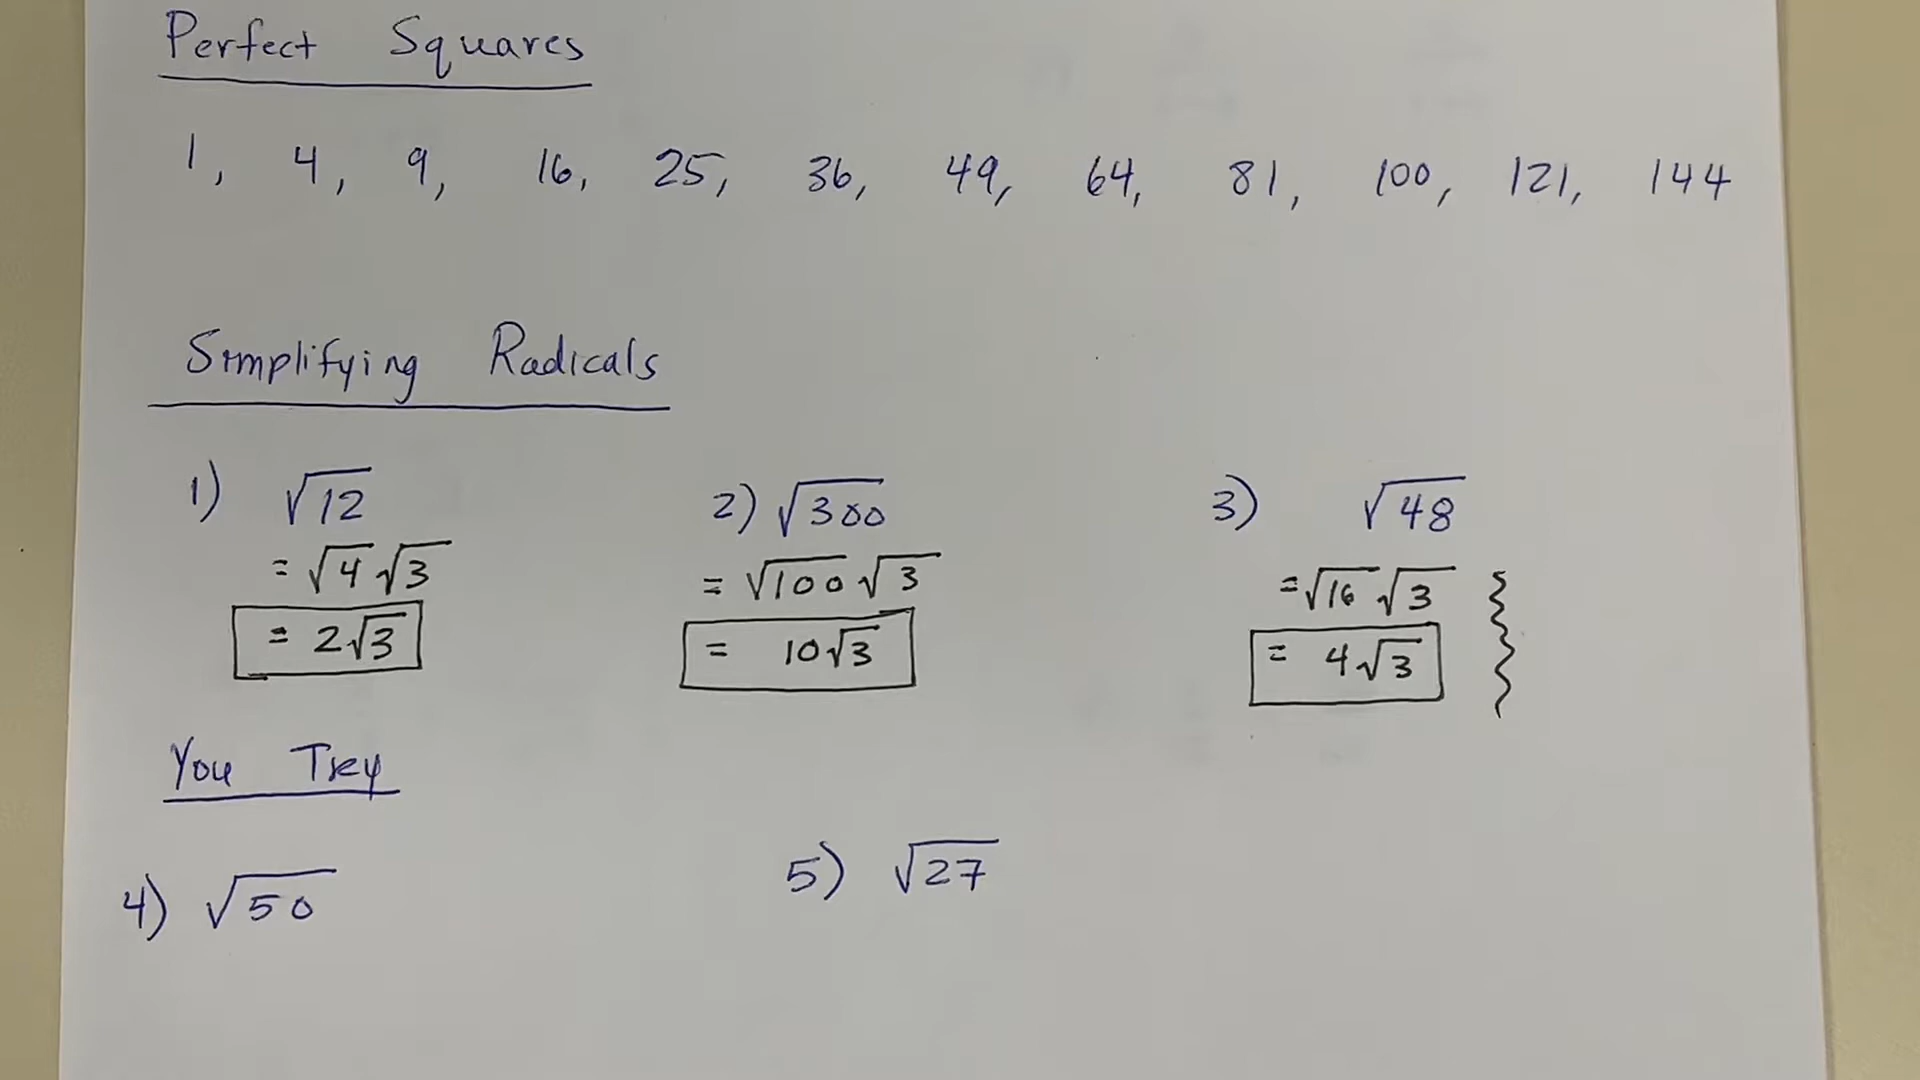 Perfect Squares
1, 4, 9, 16, 25, 36, 49, 64, 81, 100, 121, 144
Simplifying Radicals
1) √12 2) √300 3) √48
= √4 √3 = √100 √3 = √16 √3
= 2√3 = 10√3 = 4√3
You Try
4) √50 5) √27